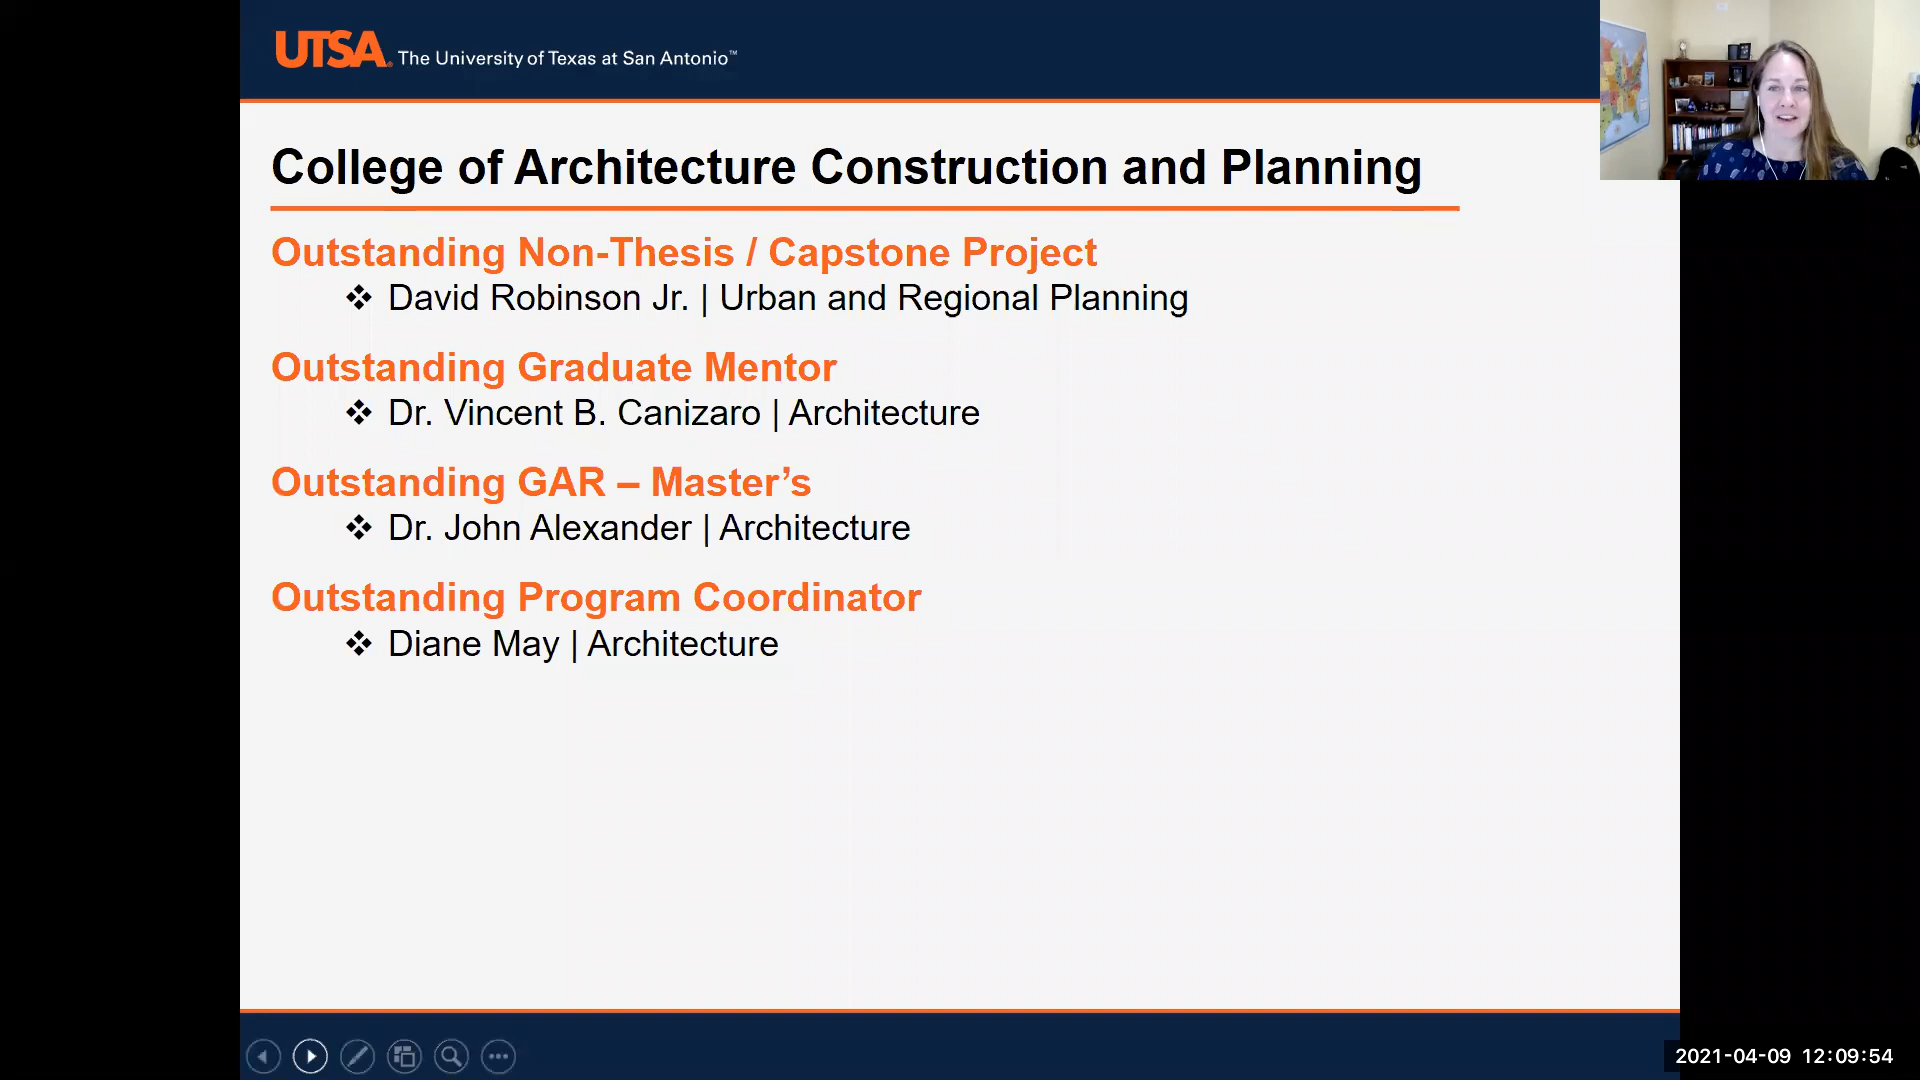 UTSA. The University of Texas at San Antonio™
College of Architecture Construction and Planning
Outstanding Non-Thesis / Capstone Project
❖ David Robinson Jr. | Urban and Regional Planning
Outstanding Graduate Mentor
❖ Dr. Vincent B. Canizaro | Architecture
Outstanding GAR – Master’s
❖ Dr. John Alexander | Architecture
Outstanding Program Coordinator
❖ Diane May | Architecture
2021-04-09 12:09:54